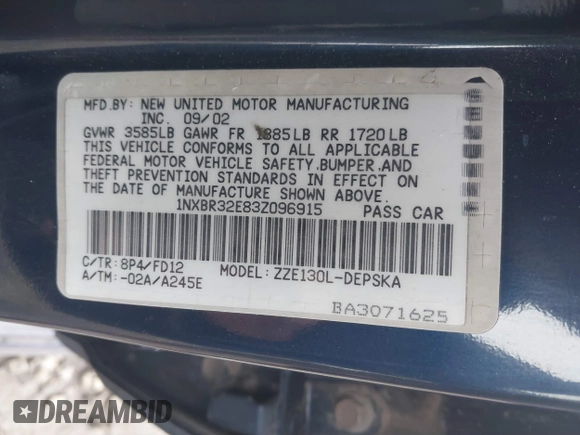 MFD.BY: NEW UNITED MOTOR MANUFACTURING
INC. 09/02
GVWR 3585LB GAWR FR 1885LB RR 1720LB
THIS VEHICLE CONFORMS TO ALL APPLICABLE
FEDERAL MOTOR VEHICLE SAFETY,BUMPER,AND
THEFT PREVENTION STANDARDS IN EFFECT ON
THE DATE OF MANUFACTURE SHOWN ABOVE.
1NXBR32E83Z096915 PASS CAR
C/TR: 8P4/FD12 MODEL: ZZE130L-DEPSKA
A/TM: -02A/A245E
BA3071625
DREAMBID